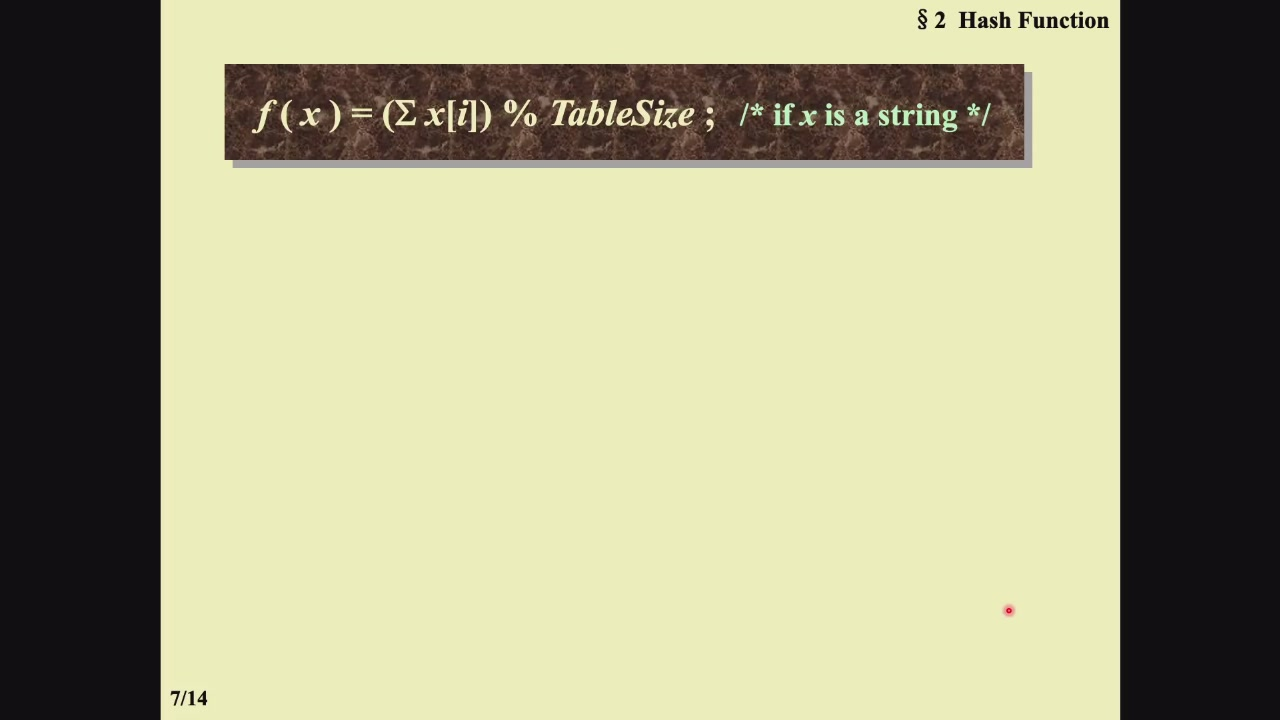 § 2 Hash Function
f ( x ) = (Σ x[i]) % TableSize ; /* if x is a string */
7/14